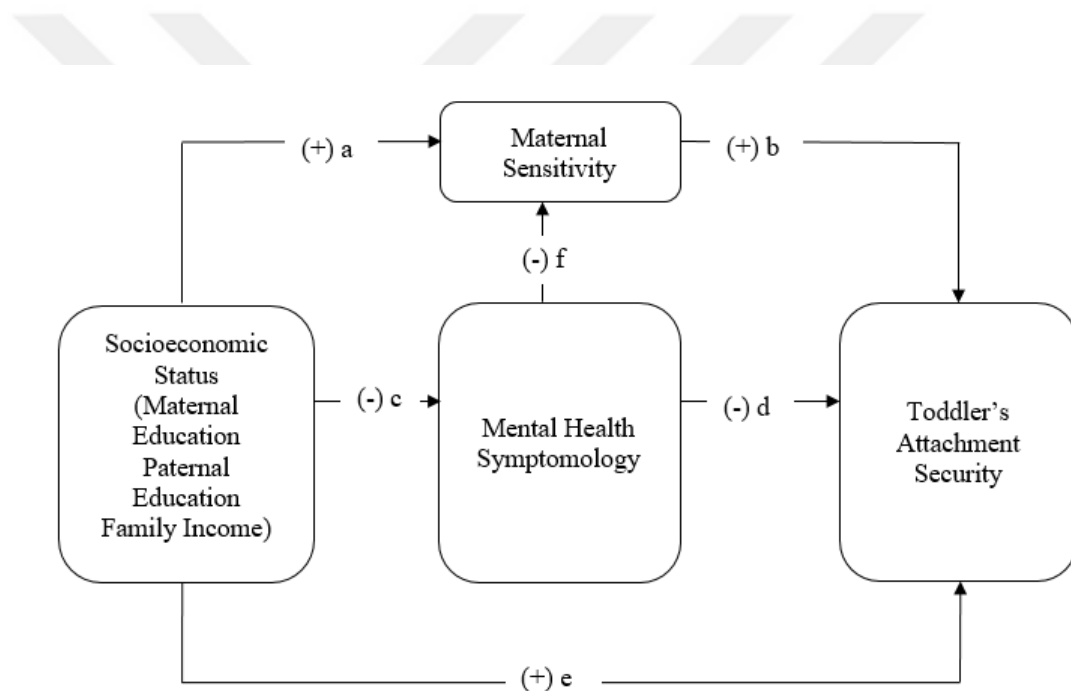 Maternal
Sensitivity
(+) a
(+) b
(-) f
Socioeconomic
Status
(Maternal
Education
Paternal
Education
Family Income)
(-) c
Mental Health
Symptomology
(-) d
Toddler's
Attachment
Security
(+) e